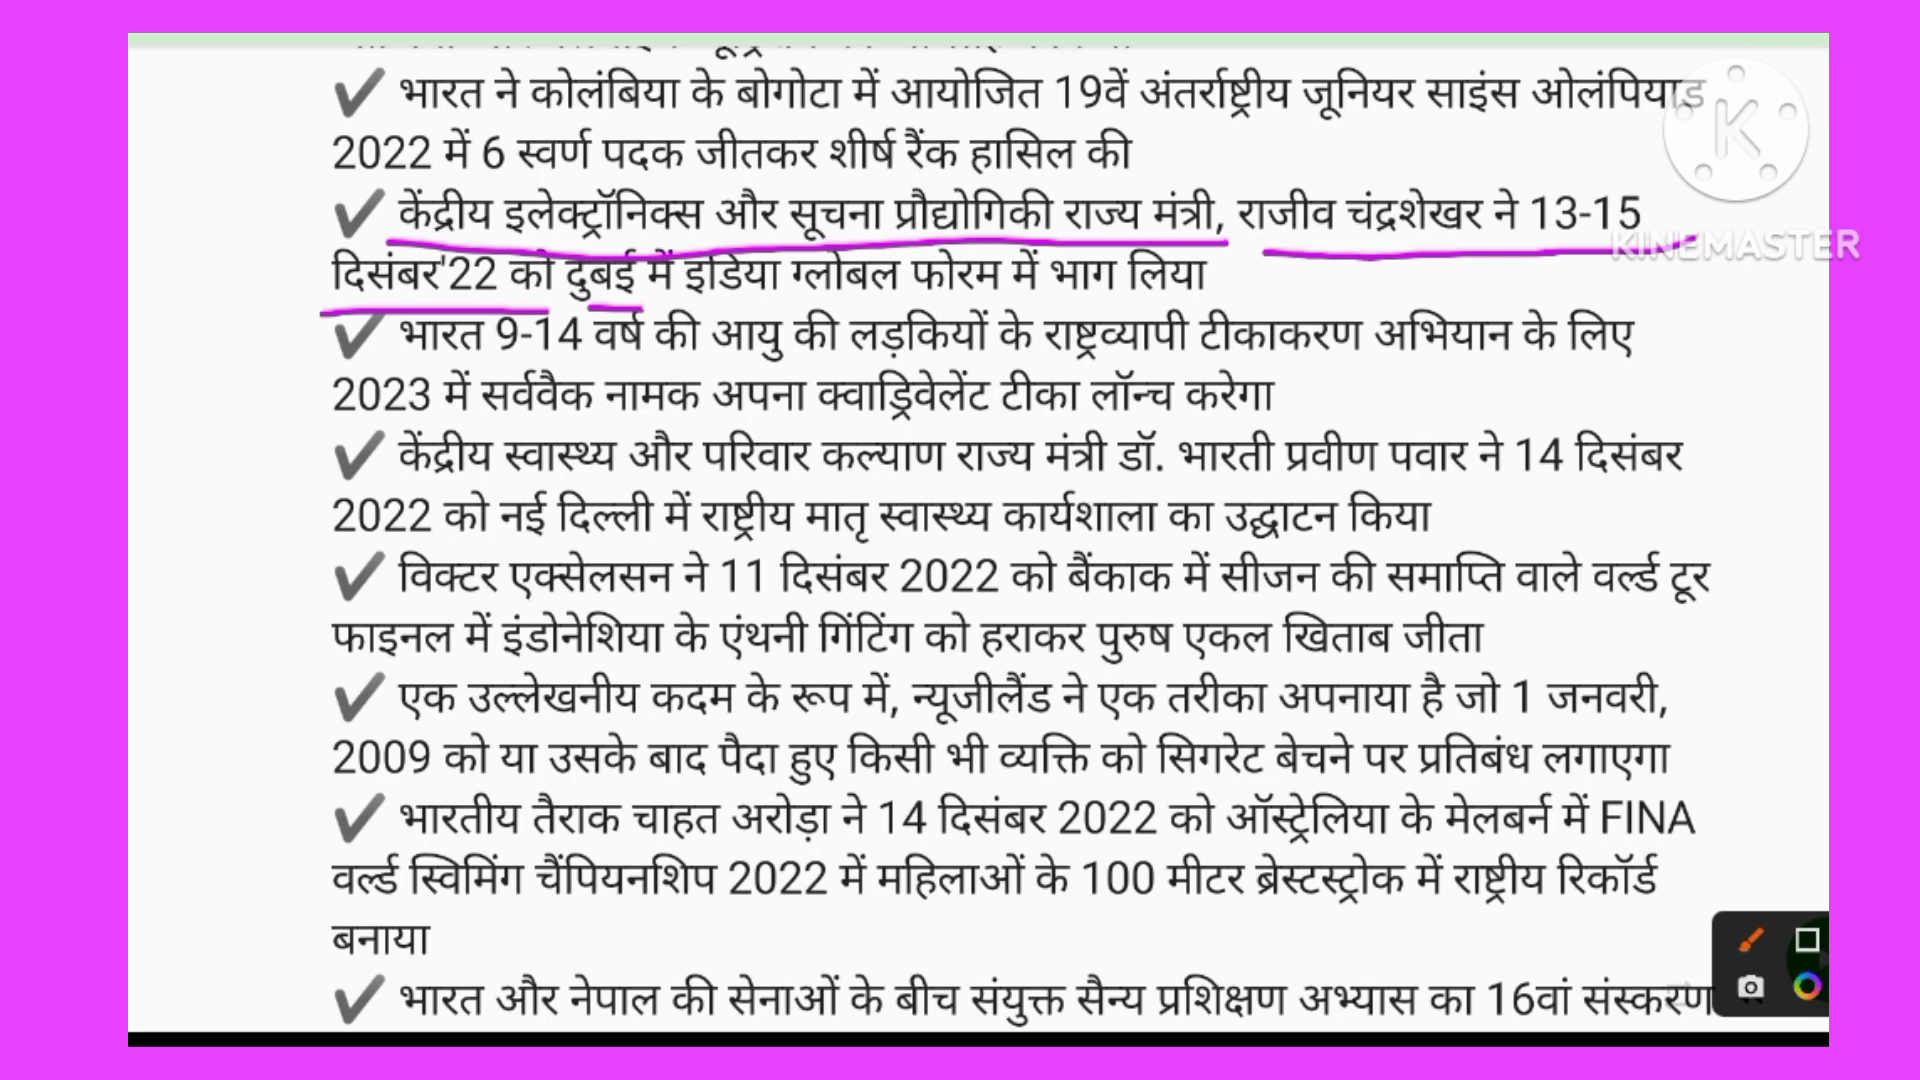 ✔ भारत ने कोलंबिया के बोगोटा में आयोजित 19वें अंतर्राष्ट्रीय जूनियर साइंस ओलंपियाड
2022 में 6 स्वर्ण पदक जीतकर शीर्ष रैंक हासिल की
✔ केंद्रीय इलेक्ट्रॉनिक्स और सूचना प्रौद्योगिकी राज्य मंत्री, राजीव चंद्रशेखर ने 13-15
दिसंबर'22 को दुबई में इंडिया ग्लोबल फोरम में भाग लिया
✔ भारत 9-14 वर्ष की आयु की लड़कियों के राष्ट्रव्यापी टीकाकरण अभियान के लिए
2023 में सर्ववैक नामक अपना क्वाड्रिवेलेंट टीका लॉन्च करेगा
✔ केंद्रीय स्वास्थ्य और परिवार कल्याण राज्य मंत्री डॉ. भारती प्रवीण पवार ने 14 दिसंबर
2022 को नई दिल्ली में राष्ट्रीय मातृ स्वास्थ्य कार्यशाला का उद्घाटन किया
✔ विक्टर एक्सेलसन ने 11 दिसंबर 2022 को बैंकाक में सीजन की समाप्ति वाले वर्ल्ड टूर
फाइनल में इंडोनेशिया के एंथनी गिंटिंग को हराकर पुरुष एकल खिताब जीता
✔ एक उल्लेखनीय कदम के रूप में, न्यूजीलैंड ने एक तरीका अपनाया है जो 1 जनवरी,
2009 को या उसके बाद पैदा हुए किसी भी व्यक्ति को सिगरेट बेचने पर प्रतिबंध लगाएगा
✔ भारतीय तैराक चाहत अरोड़ा ने 14 दिसंबर 2022 को ऑस्ट्रेलिया के मेलबर्न में FINA
वर्ल्ड स्विमिंग चैंपियनशिप 2022 में महिलाओं के 100 मीटर ब्रेस्टस्ट्रोक में राष्ट्रीय रिकॉर्ड
बनाया
✔ भारत और नेपाल की सेनाओं के बीच संयुक्त सैन्य प्रशिक्षण अभ्यास का 16वां संस्करण
K
KINEMASTER